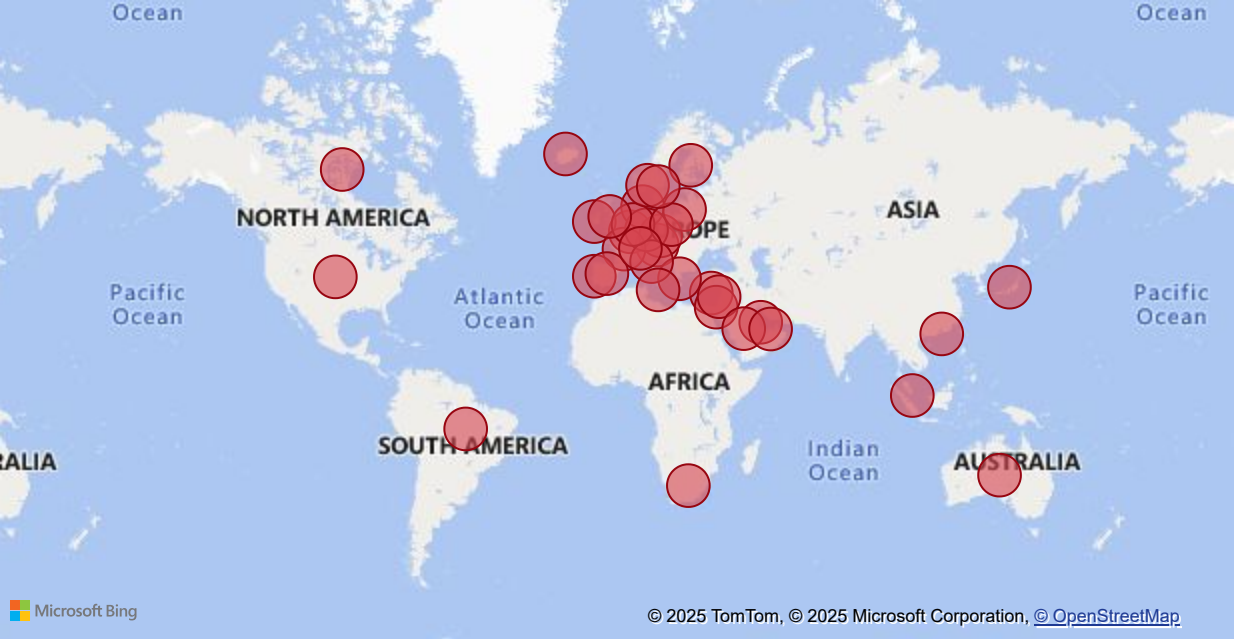 Ocean
Ocean
NORTH AMERICA
ASIA
OPE
Pacific
Ocean
Atlantic
Ocean
Pacific
Ocean
AFRICA
SOUTH AMERICA
Indian
Ocean
RALIA
AUSTRALIA
Microsoft Bing
© 2025 TomTom, © 2025 Microsoft Corporation, © OpenStreetMap